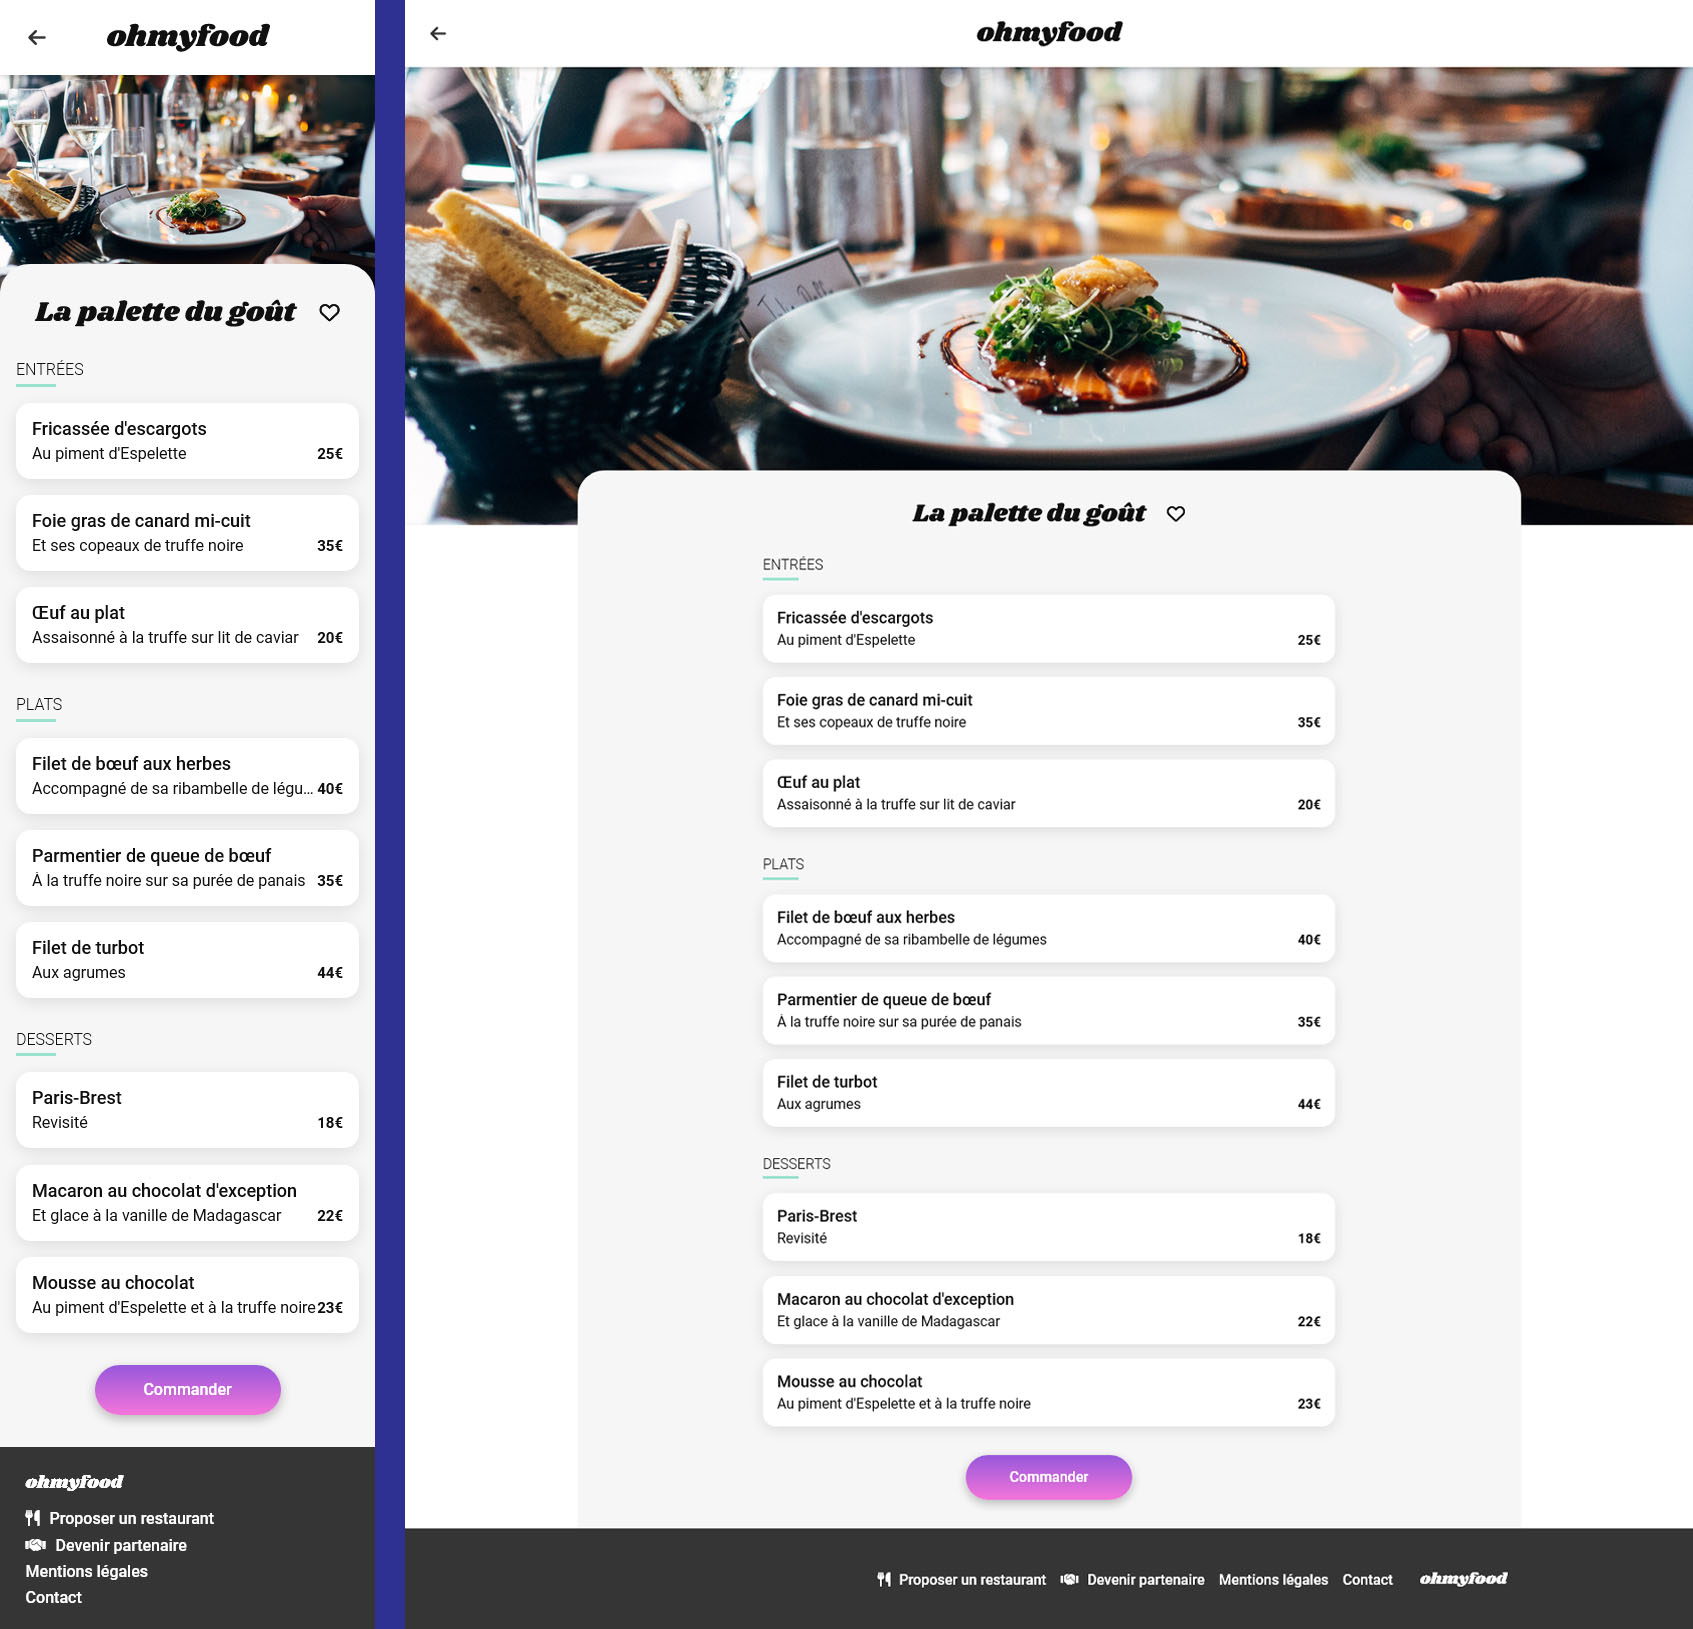 ohmyfood
La palette du goût
ENTRÉES
Fricassée d'escargots
Au piment d'Espelette 25€
Foie gras de canard mi-cuit
Et ses copeaux de truffe noire 35€
Œuf au plat
Assaisonné à la truffe sur lit de caviar 20€
PLATS
Filet de bœuf aux herbes
Accompagné de sa ribambelle de légu... 40€
Parmentier de queue de bœuf
À la truffe noire sur sa purée de panais 35€
Filet de turbot
Aux agrumes 44€
DESSERTS
Paris-Brest
Revisité 18€
Macaron au chocolat d'exception
Et glace à la vanille de Madagascar 22€
Mousse au chocolat
Au piment d'Espelette et à la truffe noire 23€
Commander
ohmyfood
Proposer un restaurant
Devenir partenaire
Mentions légales
Contact
ohmyfood
La palette du goût
ENTRÉES
Fricassée d'escargots
Au piment d'Espelette 25€
Foie gras de canard mi-cuit
Et ses copeaux de truffe noire 35€
Œuf au plat
Assaisonné à la truffe sur lit de caviar 20€
PLATS
Filet de bœuf aux herbes
Accompagné de sa ribambelle de légumes 40€
Parmentier de queue de bœuf
À la truffe noire sur sa purée de panais 35€
Filet de turbot
Aux agrumes 44€
DESSERTS
Paris-Brest
Revisité 18€
Macaron au chocolat d'exception
Et glace à la vanille de Madagascar 22€
Mousse au chocolat
Au piment d'Espelette et à la truffe noire 23€
Commander
Proposer un restaurant Devenir partenaire Mentions légales Contact ohmyfood